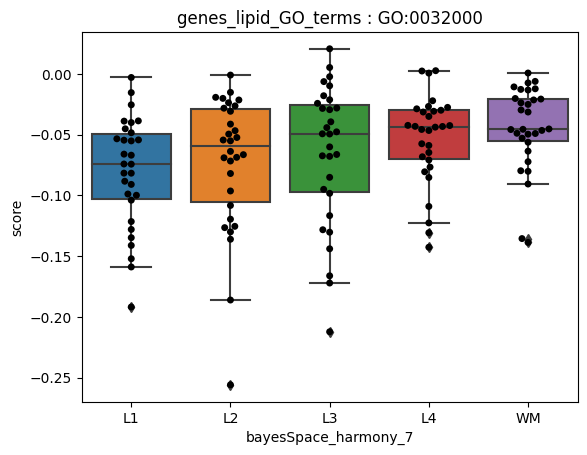 genes_lipid_GO_terms : GO:0032000
0.00
−0.05
−0.10
−0.15
−0.20
−0.25
score
L1 L2 L3 L4 WM
bayesSpace_harmony_7